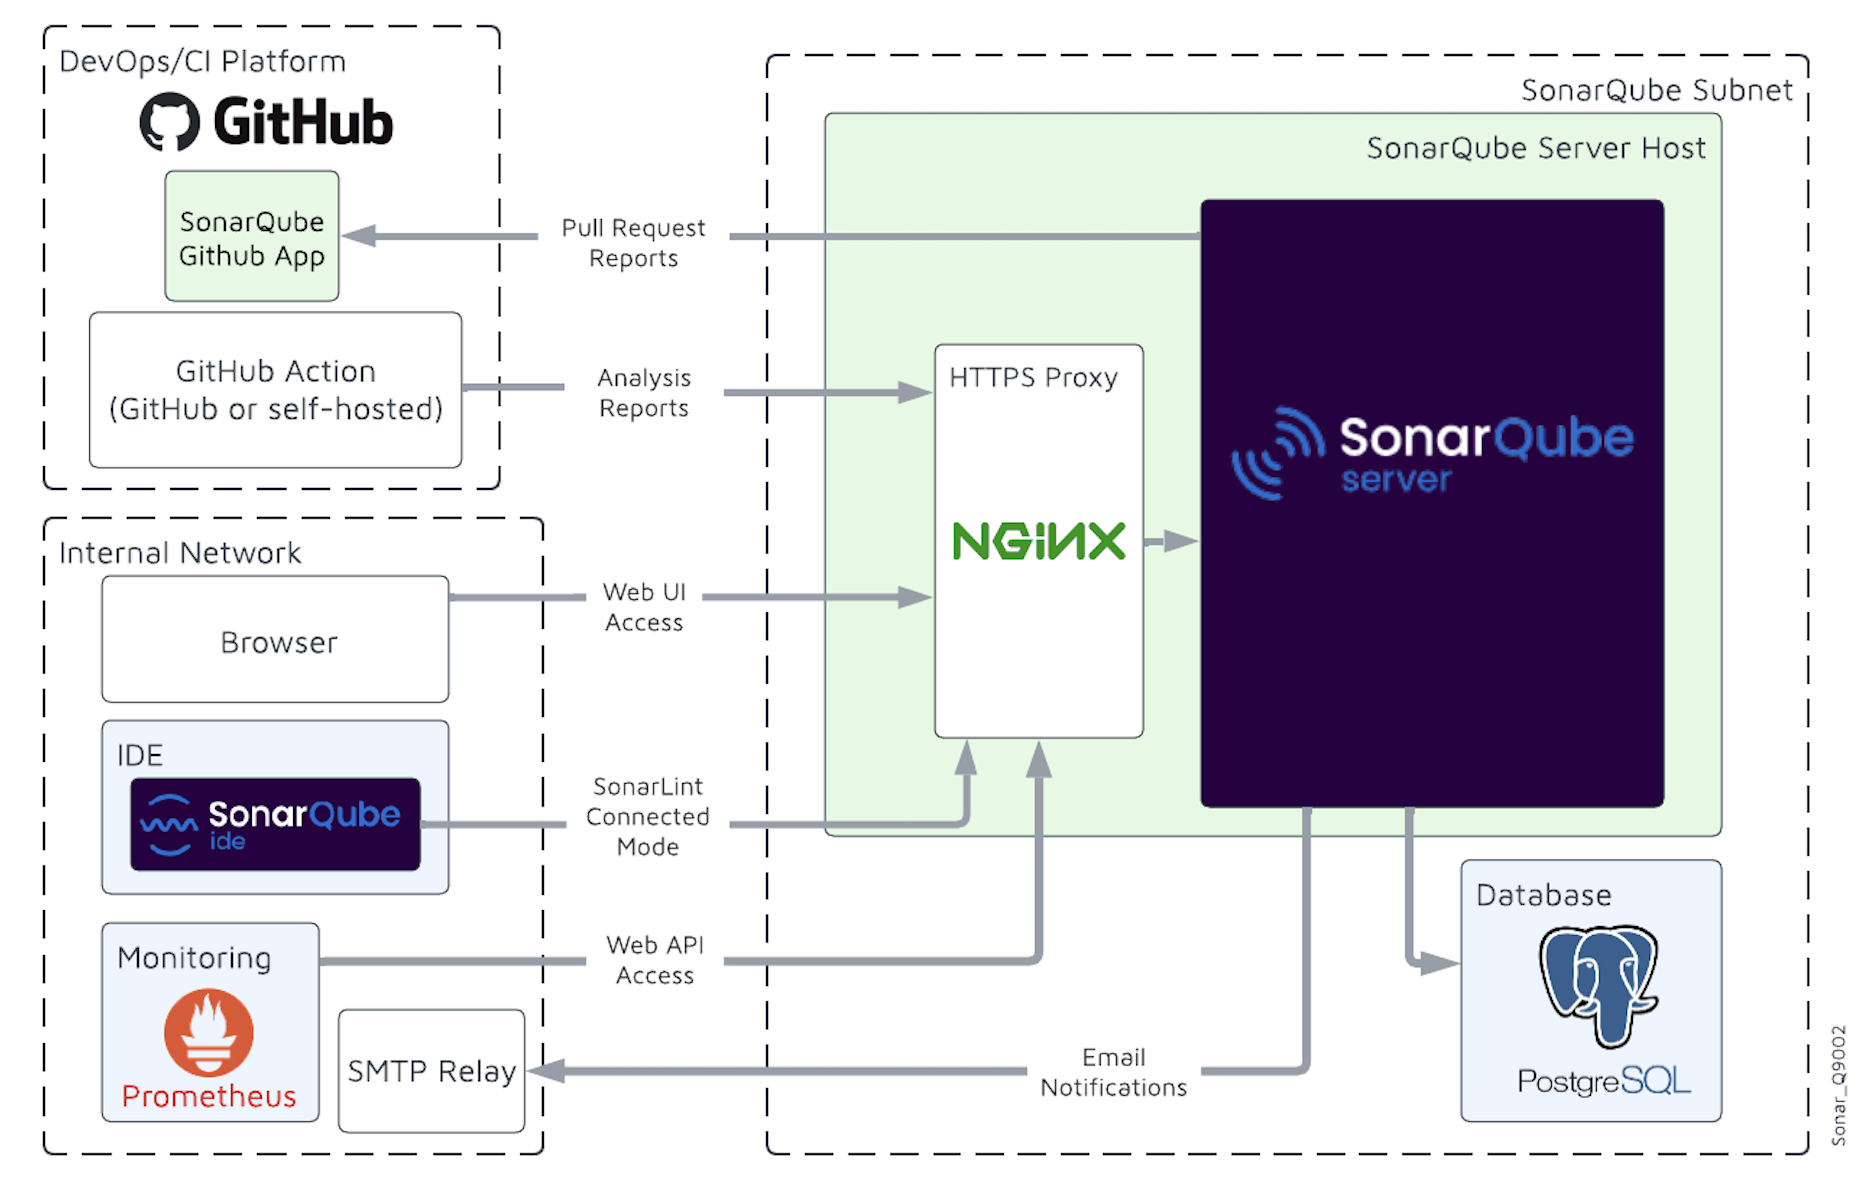 DevOps/CI Platform
GitHub
SonarQube
Github App
GitHub Action
(GitHub or self-hosted)
Pull Request
Reports
Analysis
Reports
Internal Network
Browser
IDE
SonarQube
ide
Monitoring
Prometheus
SMTP Relay
Web UI
Access
SonarLint
Connected
Mode
Web API
Access
Email
Notifications
SonarQube Subnet
SonarQube Server Host
HTTPS Proxy
NGINX
SonarQube
server
Database
PostgreSQL
Sonar_Q9002